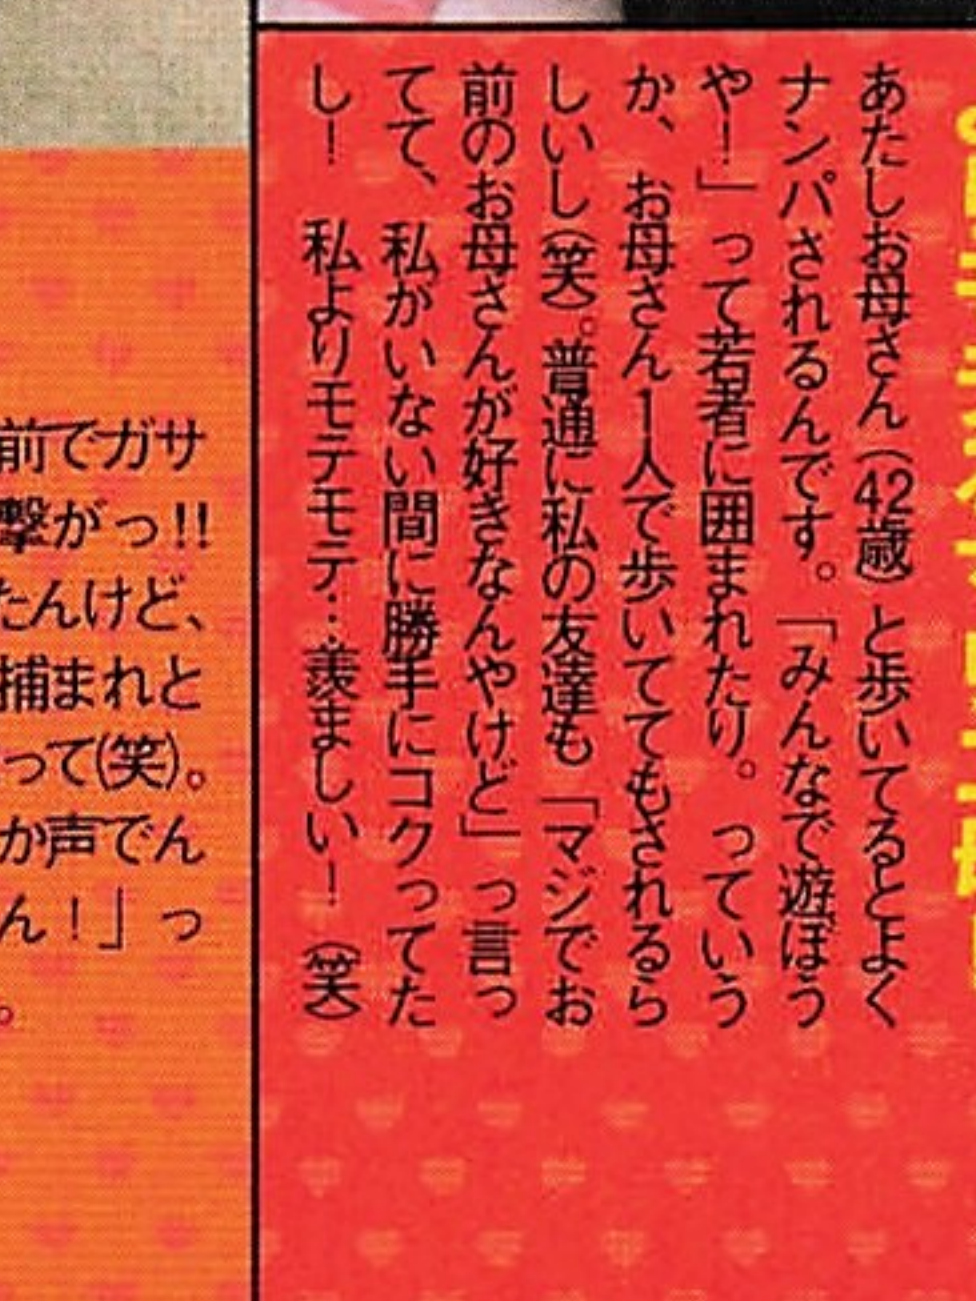 あたしお母さん(42歳)と歩いてるとよく
ナンパされるんです。「みんなで遊ぼう
や!」って若者に囲まれたり。っていう
か、お母さん1人で歩いててもされるら
しいし(笑)。普通に私の友達も「マジでお
前のお母さんが好きなんやけど」っ言っ
てて、私がいない間に勝手にコクってた
し! 私よりモテモテ…羨ましい! (笑)
前でガサ
撃がっ!!
たんけど、
捕まれと
って(笑)。
か声でん
ん!」っ
。